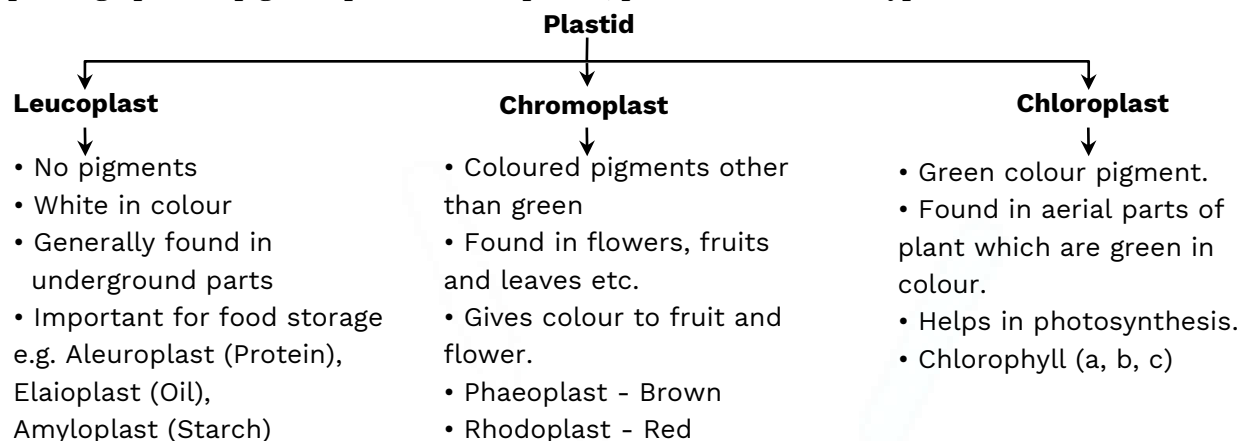 Plastid
Leucoplast
• No pigments
• White in colour
• Generally found in
underground parts
• Important for food storage
e.g. Aleuroplast (Protein),
Elaioplast (Oil),
Amyloplast (Starch)
Chromoplast
• Coloured pigments other
than green
• Found in flowers, fruits
and leaves etc.
• Gives colour to fruit and
flower.
• Phaeoplast - Brown
• Rhodoplast - Red
Chloroplast
• Green colour pigment.
• Found in aerial parts of
plant which are green in
colour.
• Helps in photosynthesis.
• Chlorophyll (a, b, c)